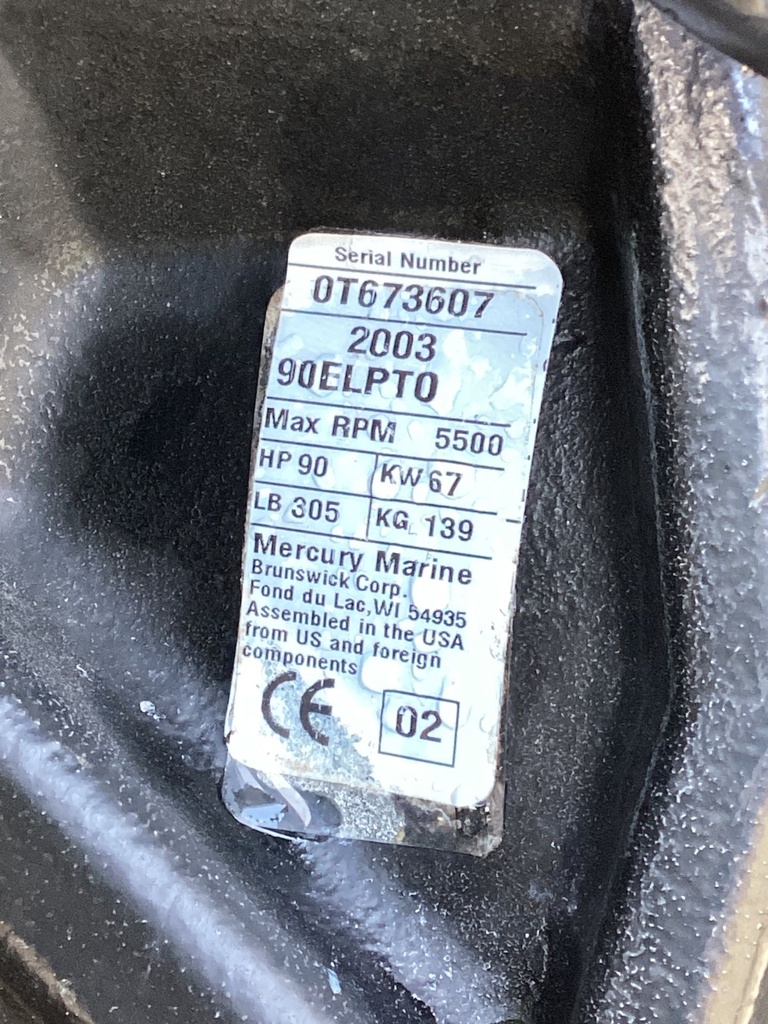 Serial Number
0T673607
2003
90ELPTO
Max RPM 5500
HP 90 KW 67
LB 305 KG 139
Mercury Marine
Brunswick Corp.
Fond du Lac, WI 54935
Assembled in the USA
from US and foreign
components
CE 02